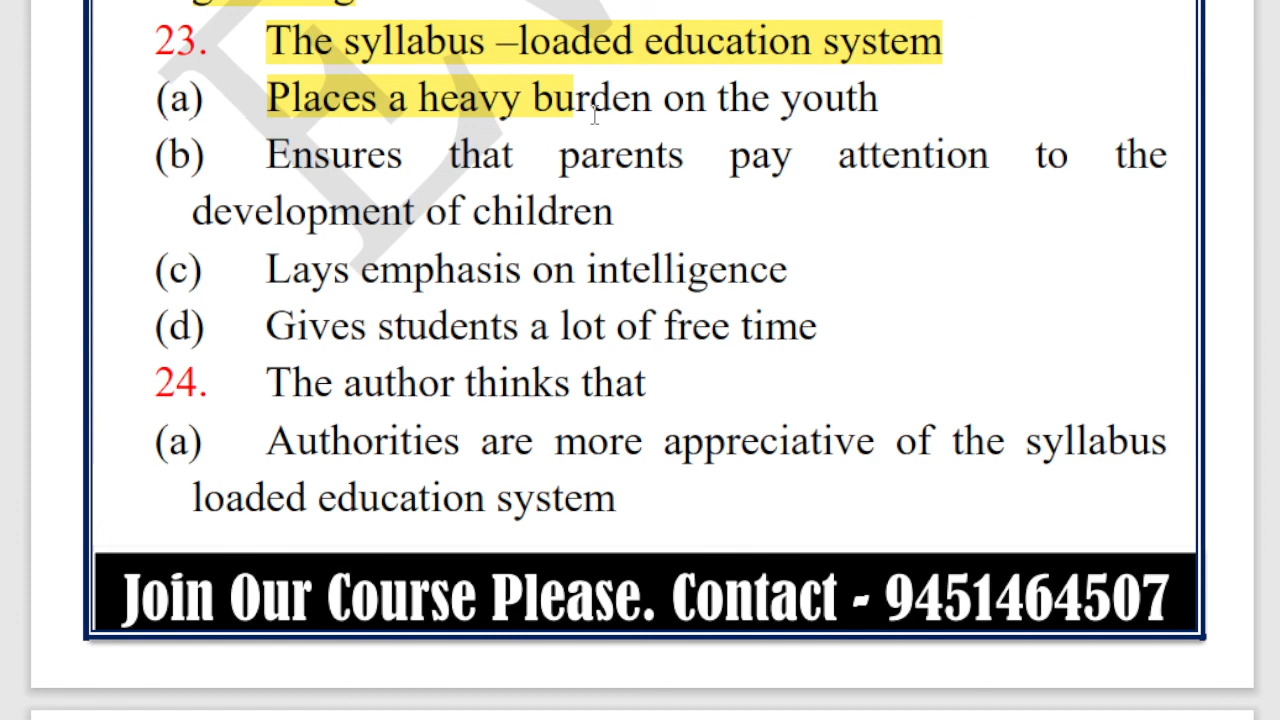 23. The syllabus –loaded education system
(a) Places a heavy burden on the youth
(b) Ensures that parents pay attention to the
development of children
(c) Lays emphasis on intelligence
(d) Gives students a lot of free time
24. The author thinks that
(a) Authorities are more appreciative of the syllabus
loaded education system
Join Our Course Please. Contact - 9451464507